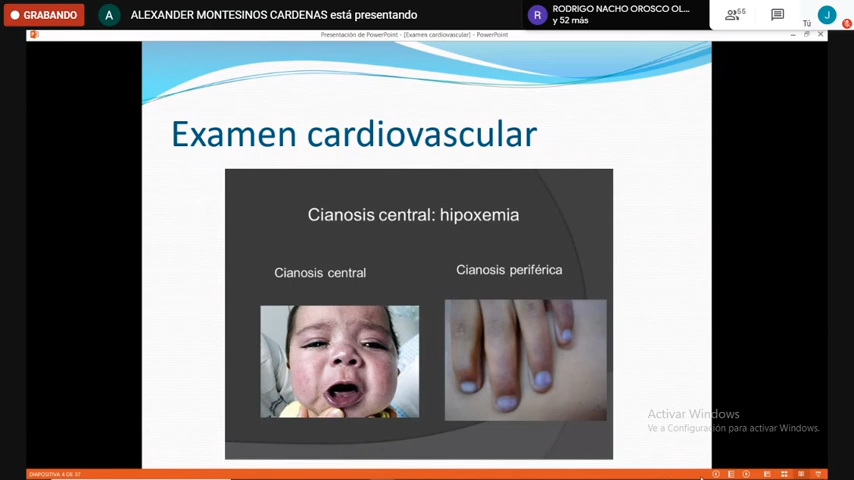 GRABANDO
A
ALEXANDER MONTESINOS CARDENAS está presentando
R
RODRIGO NACHO OROSCO OL...
y 52 más
55
J
Tú
Presentación de PowerPoint - [Examen cardiovascular] - PowerPoint
Examen cardiovascular
Cianosis central: hipoxemia
Cianosis central
Cianosis periférica
Activar Windows
Ve a Configuración para activar Windows.
DIAPOSITIVA 4 DE 37